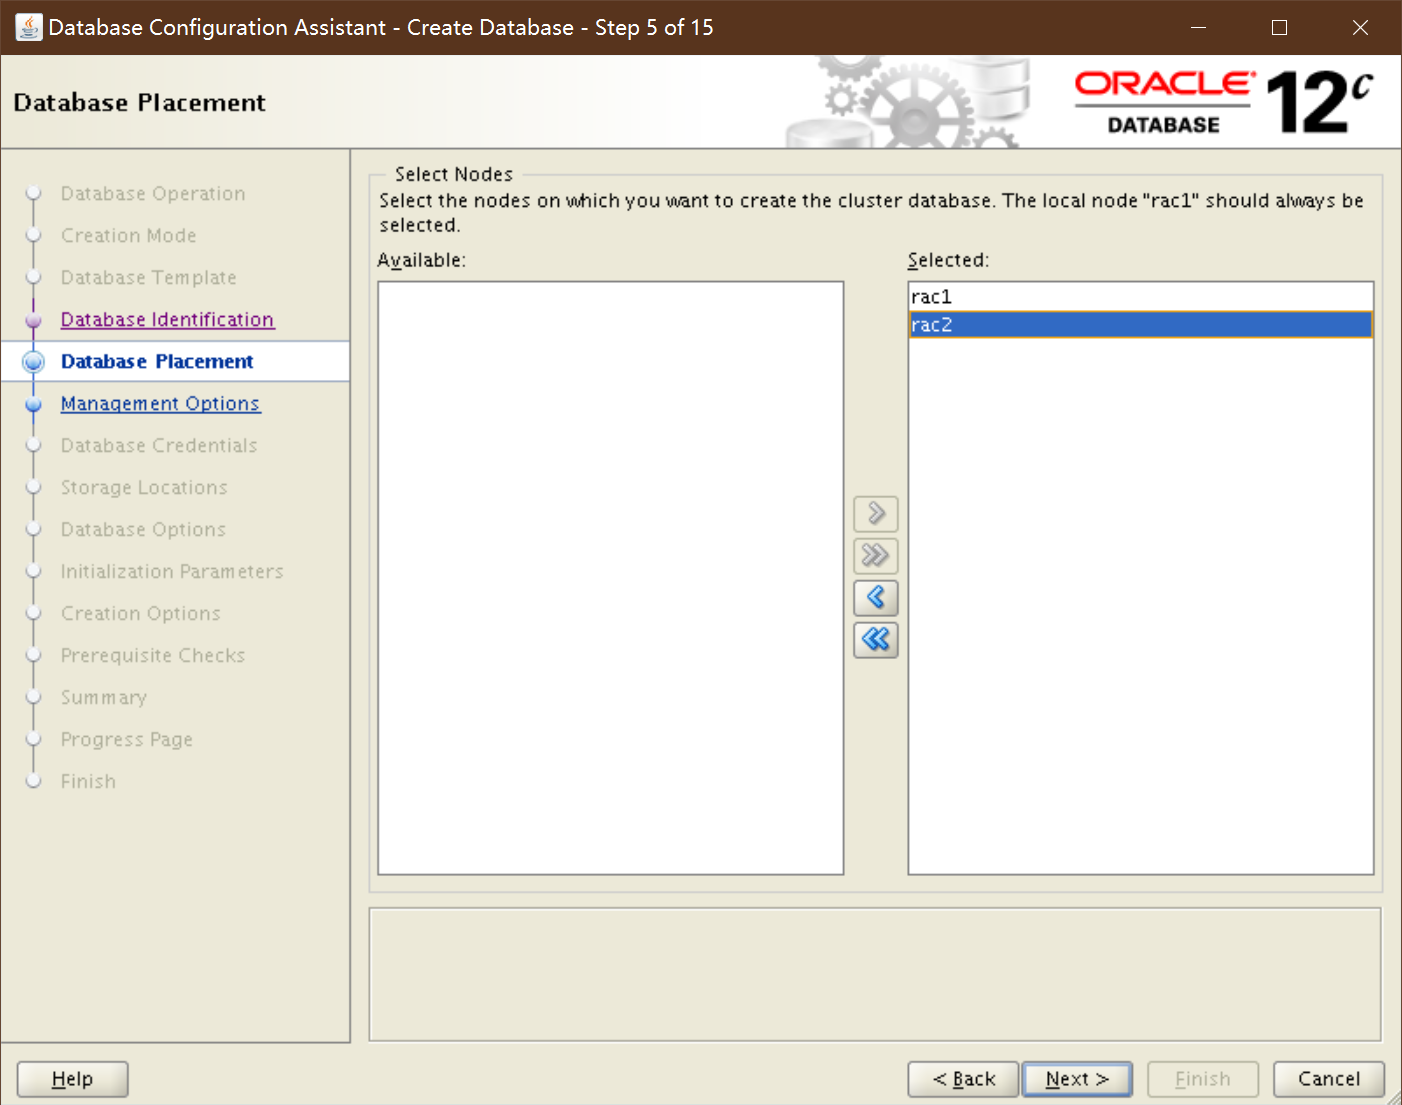 Database Configuration Assistant - Create Database - Step 5 of 15
Database Placement
ORACLE®
DATABASE
12c
Database Operation
Creation Mode
Database Template
Database Identification
Database Placement
Management Options
Database Credentials
Storage Locations
Database Options
Initialization Parameters
Creation Options
Prerequisite Checks
Summary
Progress Page
Finish
Select Nodes
Select the nodes on which you want to create the cluster database. The local node "rac1" should always be
selected.
Available:
Selected:
rac1
rac2
Help
< Back
Next >
Finish
Cancel